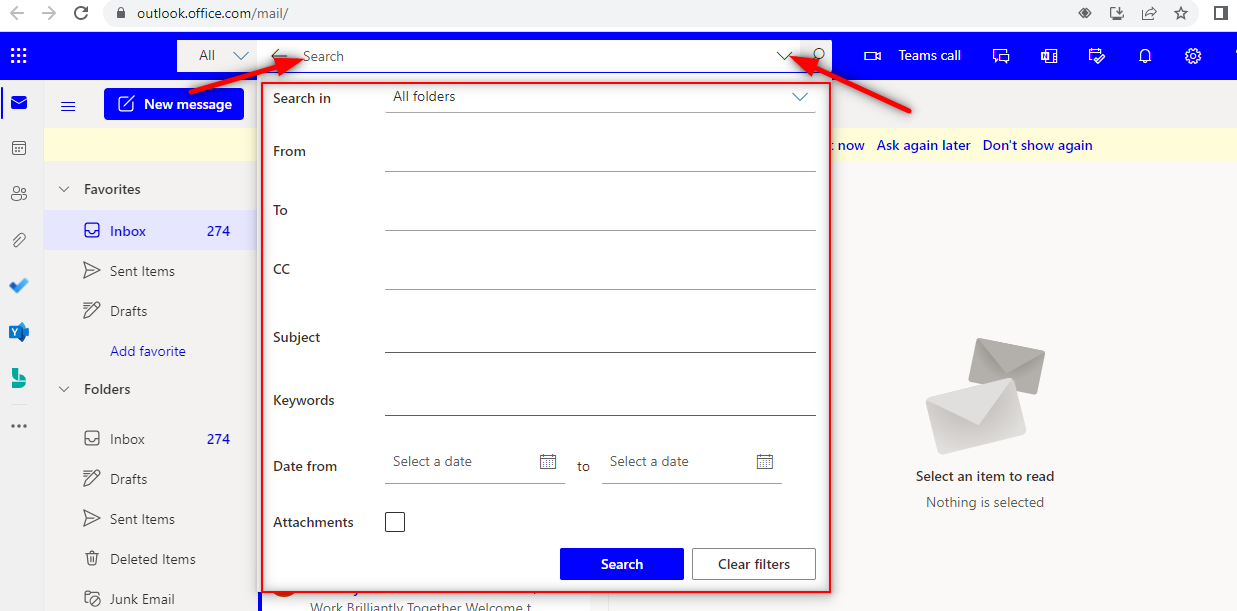 outlook.office.com/mail/
All
Search
Teams call
New message
now Ask again later Don't show again
Search in All folders
From
To
CC
Subject
Keywords
Date from Select a date to Select a date
Attachments
Search Clear filters
Favorites
Inbox 274
Sent Items
Drafts
Add favorite
Folders
Inbox 274
Drafts
Sent Items
Deleted Items
Junk Email
Select an item to read
Nothing is selected
Work Brilliantly Together Welcome t